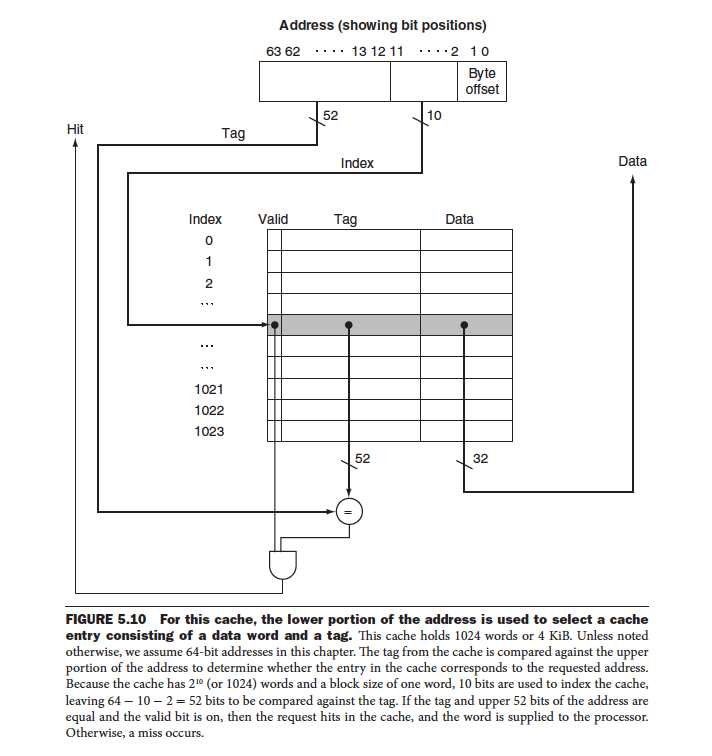 Address (showing bit positions)
63 62 ···· 13 12 11 ···· 2 1 0
Byte
offset
52
10
Hit
Tag
Index
Data
Index
Valid
Tag
Data
0
1
2
...
...
...
1021
1022
1023
52
32
=
FIGURE 5.10 For this cache, the lower portion of the address is used to select a cache
entry consisting of a data word and a tag. This cache holds 1024 words or 4 KiB. Unless noted
otherwise, we assume 64-bit addresses in this chapter. The tag from the cache is compared against the upper
portion of the address to determine whether the entry in the cache corresponds to the requested address.
Because the cache has 2¹⁰ (or 1024) words and a block size of one word, 10 bits are used to index the cache,
leaving 64 − 10 − 2 = 52 bits to be compared against the tag. If the tag and upper 52 bits of the address are
equal and the valid bit is on, then the request hits in the cache, and the word is supplied to the processor.
Otherwise, a miss occurs.